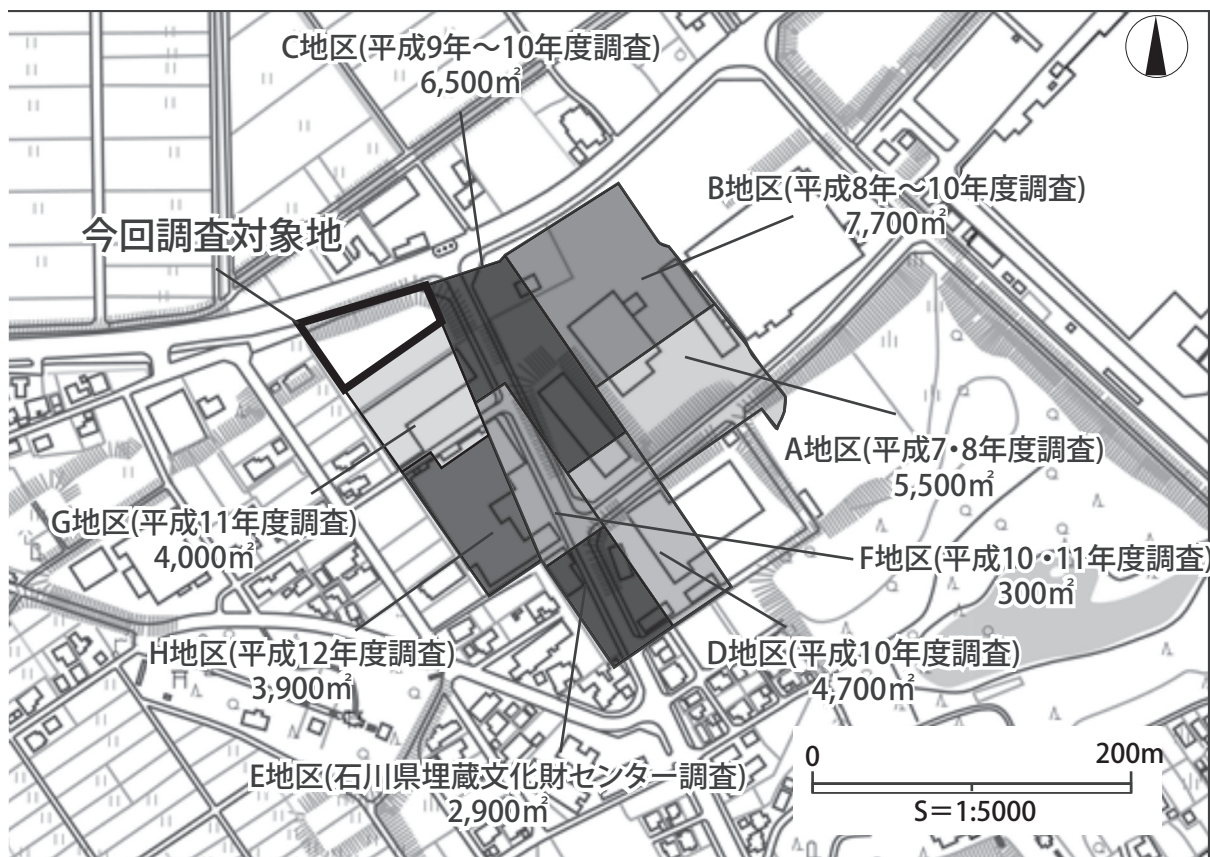 C地区(平成9年～10年度調査)
6,500㎡
B地区(平成8年～10年度調査)
7,700㎡
今回調査対象地
A地区(平成7・8年度調査)
5,500㎡
G地区(平成11年度調査)
4,000㎡
F地区(平成10・11年度調査)
300㎡
H地区(平成12年度調査)
3,900㎡
D地区(平成10年度調査)
4,700㎡
E地区(石川県埋蔵文化財センター調査)
2,900㎡
0 200m
S＝1:5000